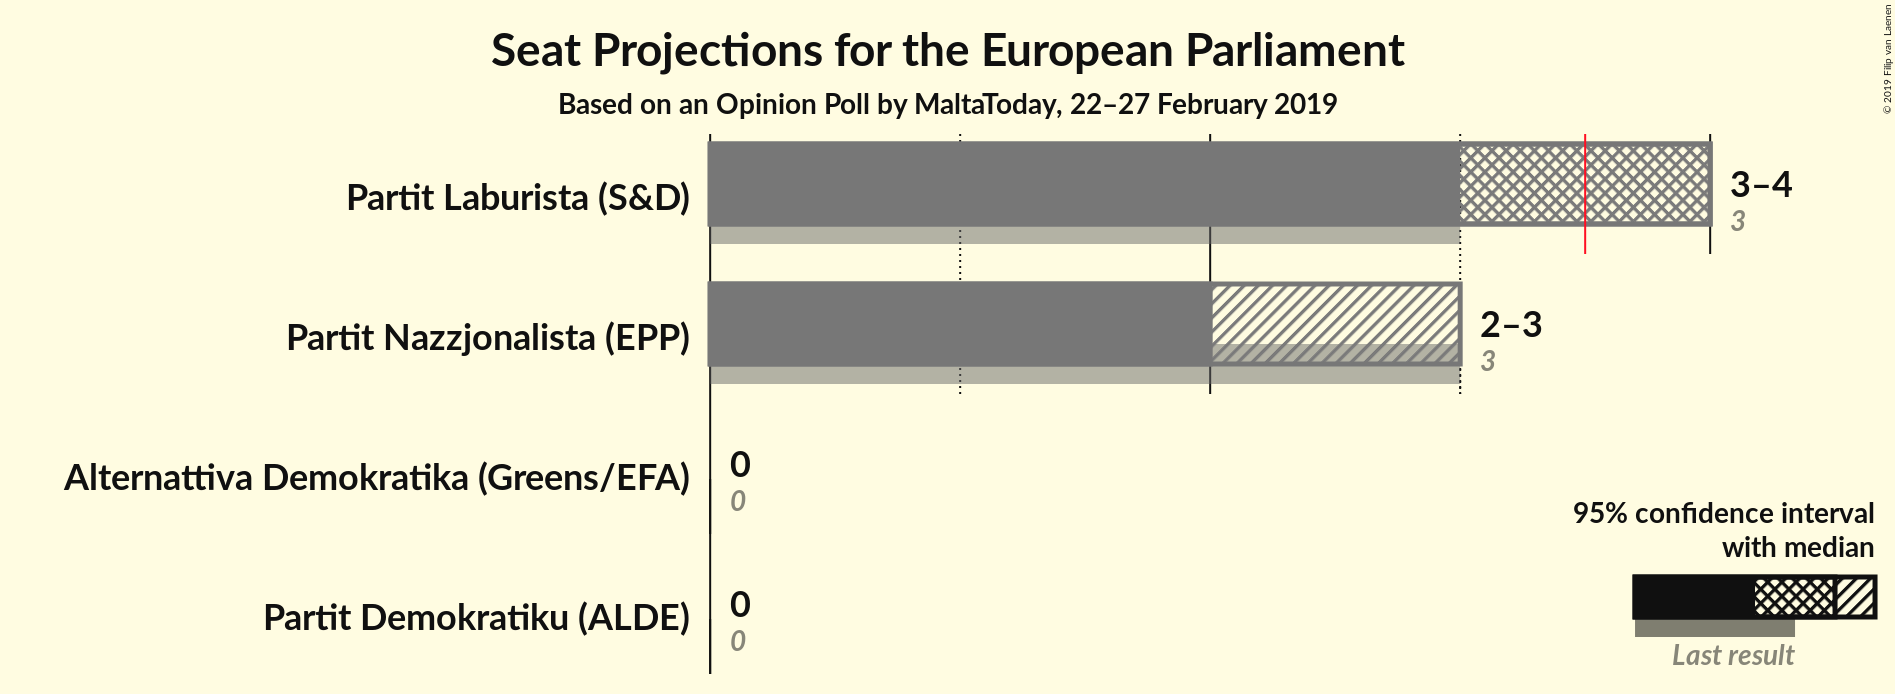 Seat Projections for the European Parliament
Based on an Opinion Poll by MaltaToday, 22–27 February 2019
© 2019 Filip van Laenen
Partit Laburista (S&D)
3–4
3
Partit Nazzjonalista (EPP)
2–3
3
Alternattiva Demokratika (Greens/EFA)
0
0
Partit Demokratiku (ALDE)
0
0
95% confidence interval
with median
Last result